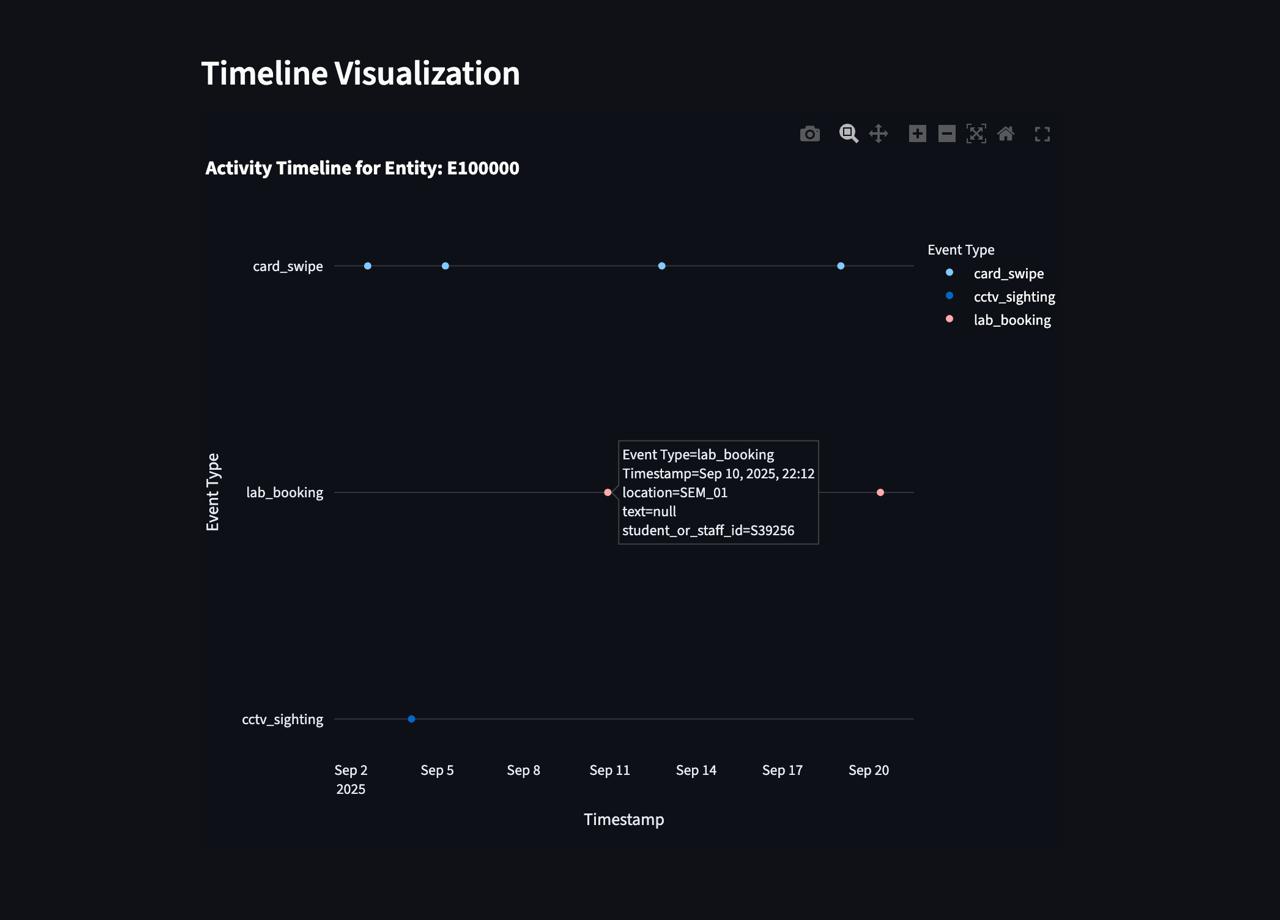 Timeline Visualization
Activity Timeline for Entity: E100000
Event Type
card_swipe
cctv_sighting
lab_booking
card_swipe
lab_booking
cctv_sighting
Event Type
Event Type=lab_booking
Timestamp=Sep 10, 2025, 22:12
location=SEM_01
text=null
student_or_staff_id=S39256
Sep 2 Sep 5 Sep 8 Sep 11 Sep 14 Sep 17 Sep 20
2025
Timestamp